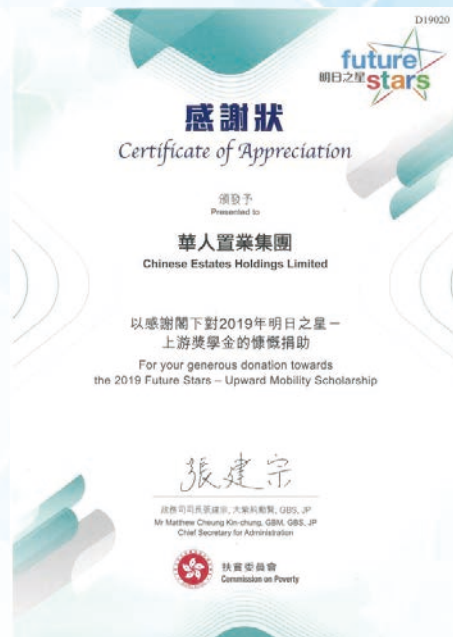 D19020
future
明日之星 stars
感謝狀
Certificate of Appreciation
頒發予
Presented to
華人置業集團
Chinese Estates Holdings Limited
以感謝閣下對2019年明日之星－
上游獎學金的慷慨捐助
For your generous donation towards
the 2019 Future Stars – Upward Mobility Scholarship
張建宗
政務司司長張建宗, 大紫荊勳賢, GBS, JP
Mr Matthew Cheung Kin-chung, GBM, GBS, JP
Chief Secretary for Administration
扶貧委員會
Commission on Poverty